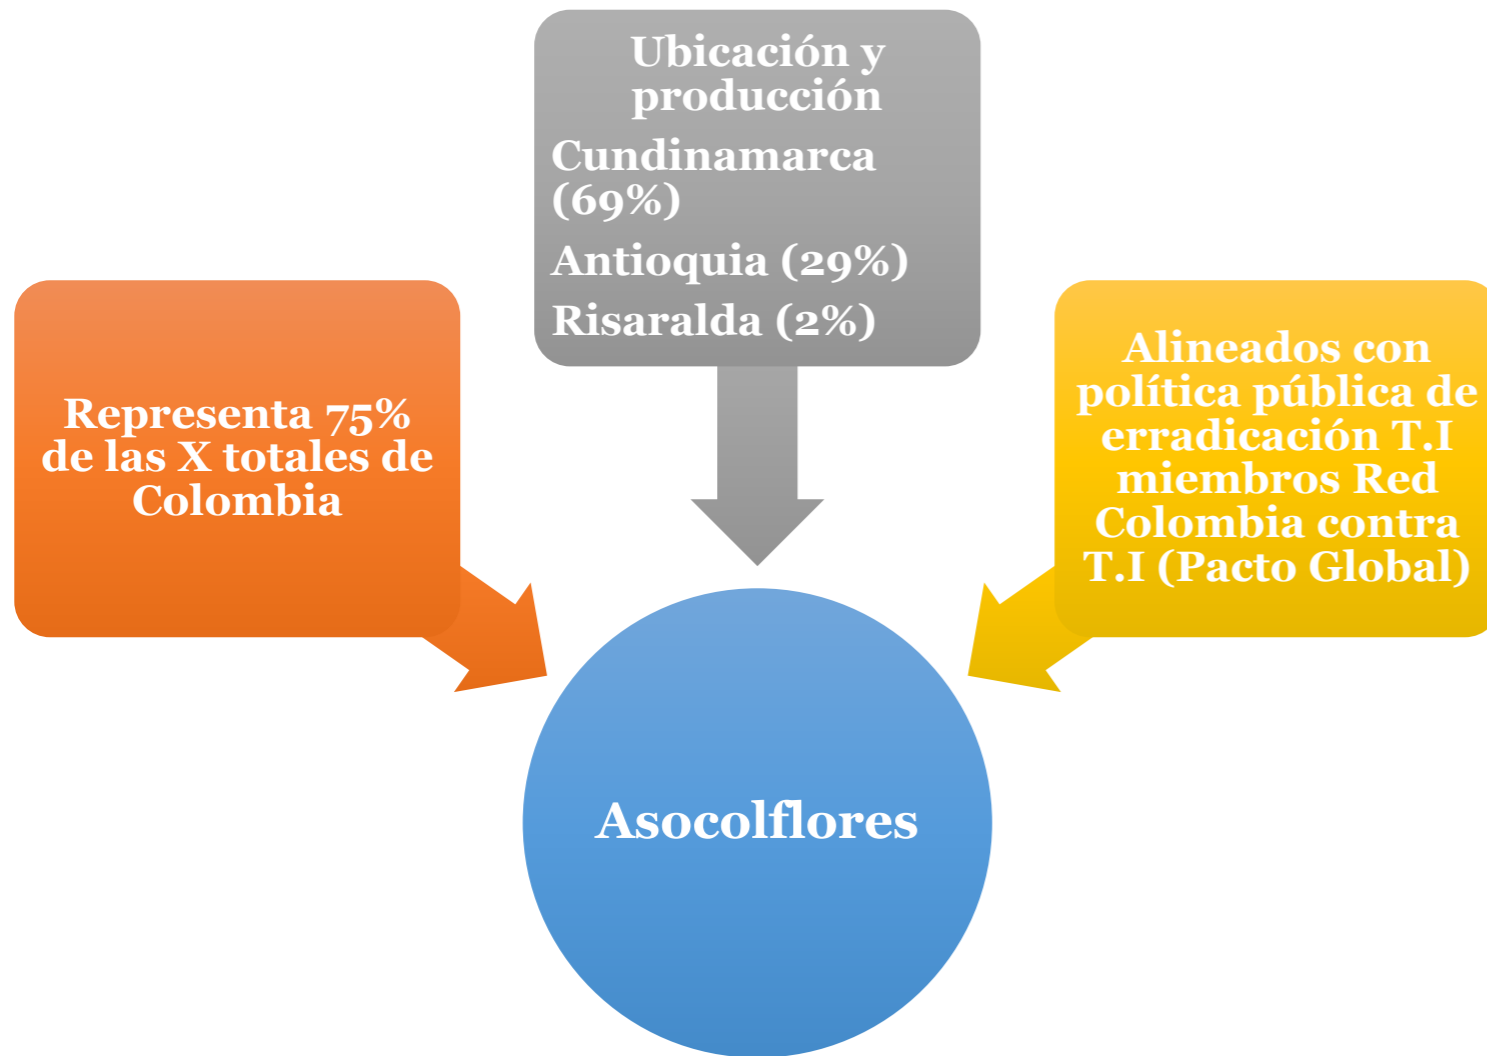 Ubicación y
producción
Cundinamarca
(69%)
Antioquia (29%)
Risaralda (2%)
Representa 75%
de las X totales de
Colombia
Alineados con
política pública de
erradicación T.I
miembros Red
Colombia contra
T.I (Pacto Global)
Asocolflores